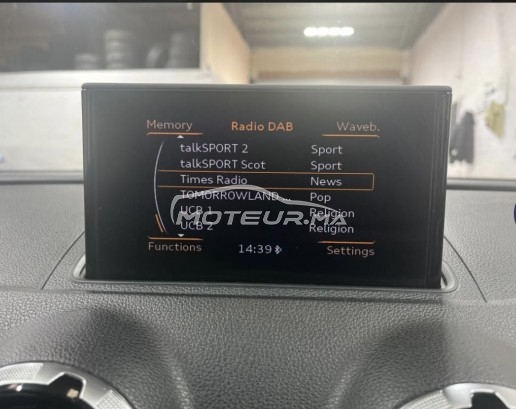 Memory Radio DAB Waveb.
talkSPORT 2 Sport
talkSPORT Scot Sport
Times Radio News
TOMORROWLAND ... Pop
UCB 1 Religion
UCB 2 Religion
MOTEUR.MA
Functions 14:39 Settings